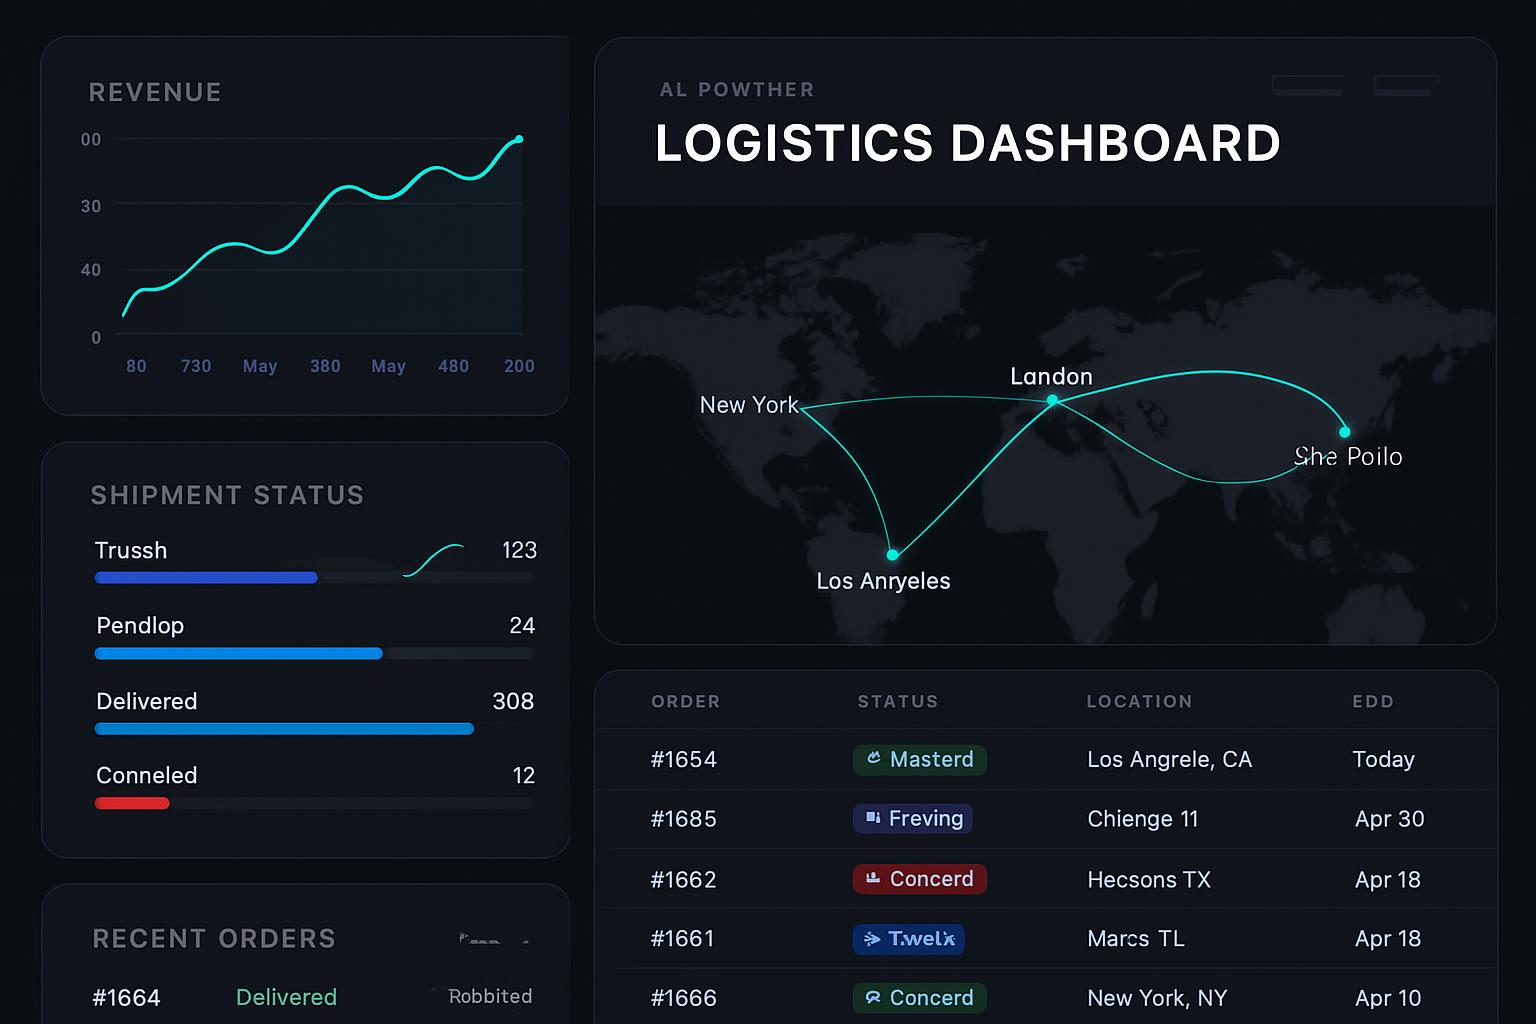 REVENUE
00
30
40
0
80 730 May 380 May 480 200
SHIPMENT STATUS
Trussh 123
Pendlop 24
Delivered 308
Conneled 12
RECENT ORDERS
#1664 Delivered Robbited
AL POWTHER
LOGISTICS DASHBOARD
Landon
New York
She Poilo
Los Anryeles
ORDER STATUS LOCATION EDD
#1654 Masterd Los Angrele, CA Today
#1685 Freving Chienge 11 Apr 30
#1662 Concerd Hecsons TX Apr 18
#1661 T.welx Marcs TL Apr 18
#1666 Concerd New York, NY Apr 10